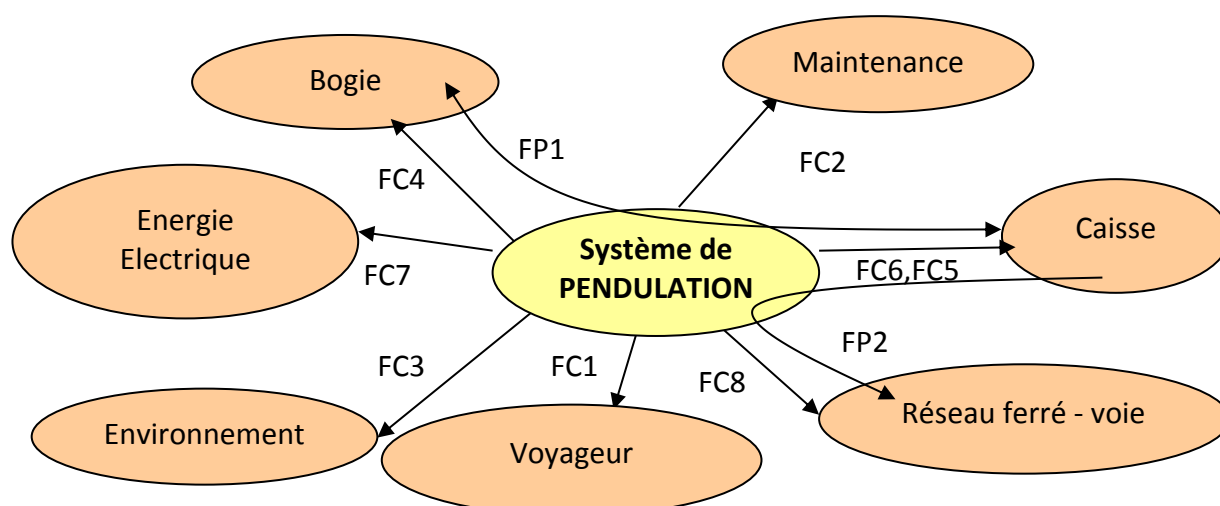 Maintenance
Bogie
FP1
FC2
FC4
Energie
Electrique
Caisse
Système de
PENDULATION
FC6,FC5
FC7
FP2
FC3
FC1
FC8
Réseau ferré - voie
Environnement
Voyageur